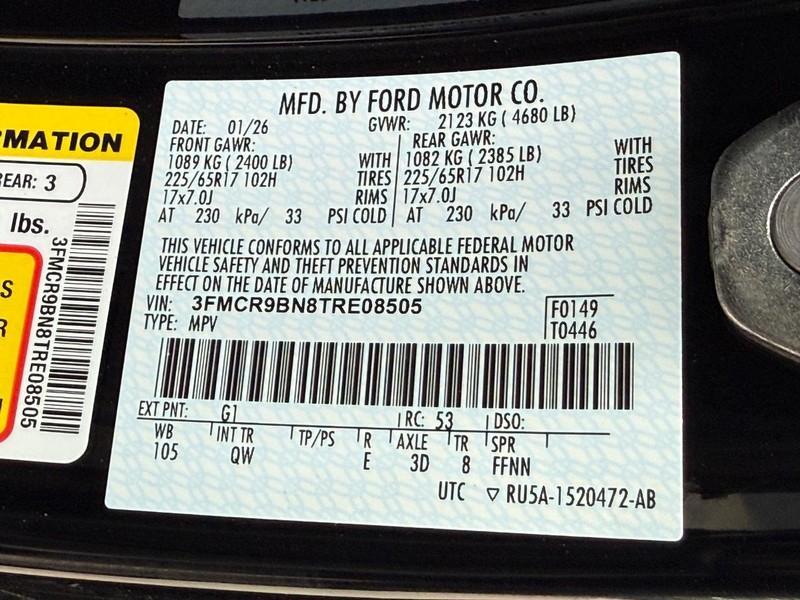 MFD. BY FORD MOTOR CO.
DATE: 01/26 GVWR: 2123 KG ( 4680 LB)
FRONT GAWR: REAR GAWR:
1089 KG ( 2400 LB) WITH 1082 KG ( 2385 LB) WITH
225/65R17 102H TIRES 225/65R17 102H TIRES
17x7.0J RIMS 17x7.0J RIMS
AT 230 kPa/ 33 PSI COLD AT 230 kPa/ 33 PSI COLD
THIS VEHICLE CONFORMS TO ALL APPLICABLE FEDERAL MOTOR
VEHICLE SAFETY AND THEFT PREVENTION STANDARDS IN
EFFECT ON THE DATE OF MANUFACTURE SHOWN ABOVE.
VIN: 3FMCR9BN8TRE08505 F0149
TYPE: MPV T0446
EXT PNT: G1 RC: 53 DSO:
WB INT TR TP/PS R AXLE TR SPR
105 QW E 3D 8 FFNN
UTC ▽ RU5A-1520472-AB
RMATION
REAR: 3
lbs.
S
R
3FMCR9BN8TRE08505